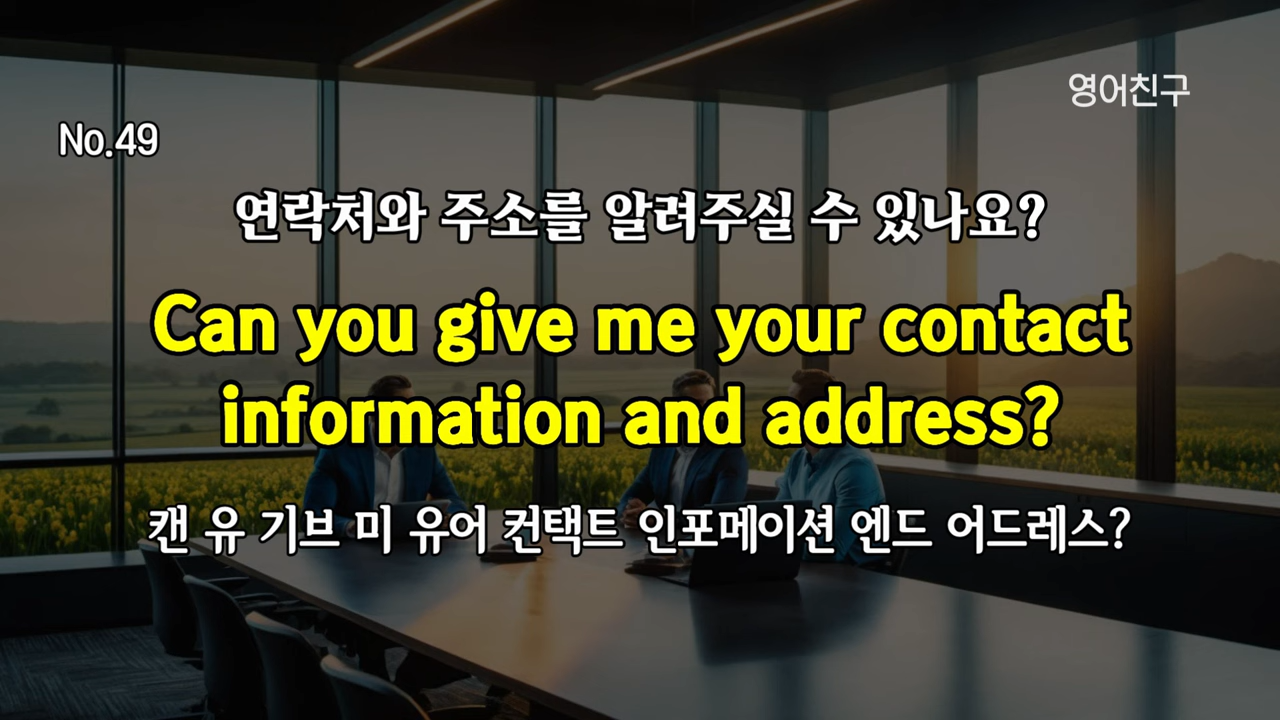 영어친구
No.49
연락처와 주소를 알려주실 수 있나요?
Can you give me your contact
information and address?
캔 유 기브 미 유어 컨택트 인포메이션 엔드 어드레스?